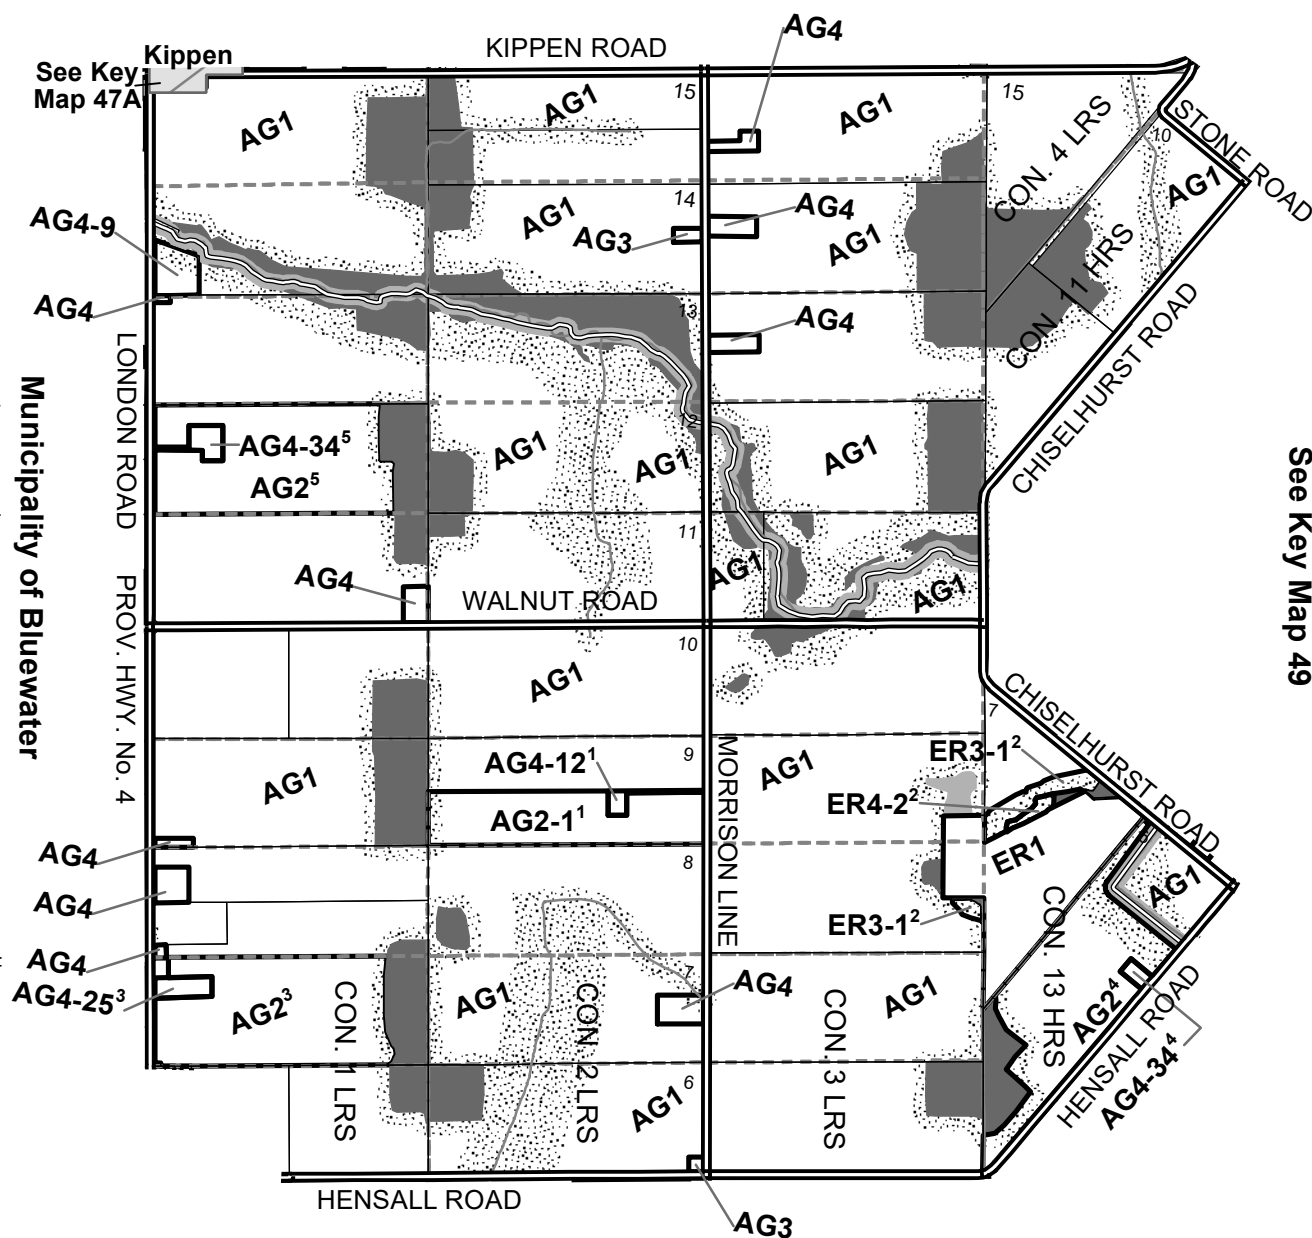 AG4
KIPPEN ROAD
Kippen
See Key
Map 47A
AG1
AG1
15
AG1
15
CON. 4 LRS
10
STONE ROAD
AG1
14
AG4-9
AG1
AG3
AG4
AG1
CON. 11 HRS
AG4
13
AG4
CHISELHURST ROAD
LONDON ROAD
Municipality of Bluewater
See Key Map 49
12
AG4-34⁵
AG2⁵
AG1
AG1
AG1
11
AG4
WALNUT ROAD
AG1
AG1
PROV. HWY. No. 4
10
AG1
7
CHISELHURST ROAD
AG1
AG4-12¹
9
MORRISON LINE
AG1
ER3-1²
AG2-1¹
ER4-2²
AG4
8
ER1
8
AG1
AG4
ER3-1²
CON. 13 HRS
AG4
7
AG4-25³
AG2³
CON. 1 LRS
AG1
CON. 2 LRS
AG4
CON. 3 LRS
AG1
AG2⁴
HENSALL ROAD
AG4-34⁴
AG1
6
HENSALL ROAD
AG3